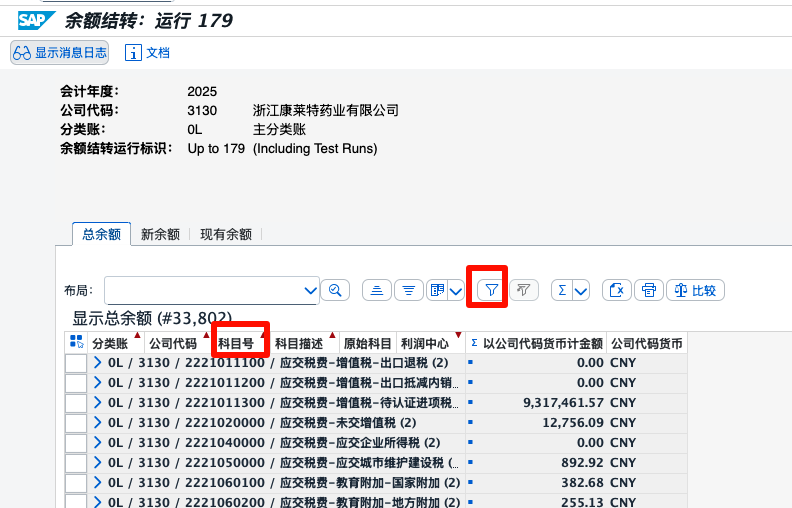 SAP 余额结转：运行 179
显示消息日志 文档
会计年度： 2025
公司代码： 3130 浙江康莱特药业有限公司
分类账： 0L 主分类账
余额结转运行标识： Up to 179 (Including Test Runs)
总余额 新余额 现有余额
布局： Σ 比较
显示总余额 (#33,802)
分类账 公司代码 科目号 科目描述 原始科目 利润中心 Σ 以公司代码货币计金额 公司代码货币
0L / 3130 / 2221011100 / 应交税费-增值税-出口退税 (2) 0.00 CNY
0L / 3130 / 2221011200 / 应交税费-增值税-出口抵减内销... 0.00 CNY
0L / 3130 / 2221011300 / 应交税费-增值税-待认证进项税... 9,317,461.57 CNY
0L / 3130 / 2221020000 / 应交税费-未交增值税 (2) 12,756.09 CNY
0L / 3130 / 2221040000 / 应交税费-应交企业所得税 (2) 0.00 CNY
0L / 3130 / 2221050000 / 应交税费-应交城市维护建设税 (... 892.92 CNY
0L / 3130 / 2221060100 / 应交税费-教育附加-国家附加 (2) 382.68 CNY
0L / 3130 / 2221060200 / 应交税费-教育附加-地方附加 (2) 255.13 CNY